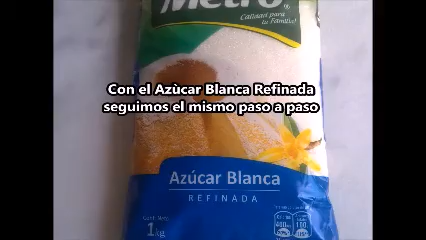 Metro®
Calidad para
tu Familia!
Con el Azùcar Blanca Refinada
seguimos el mismo paso a paso
Azúcar Blanca
REFINADA
1kg